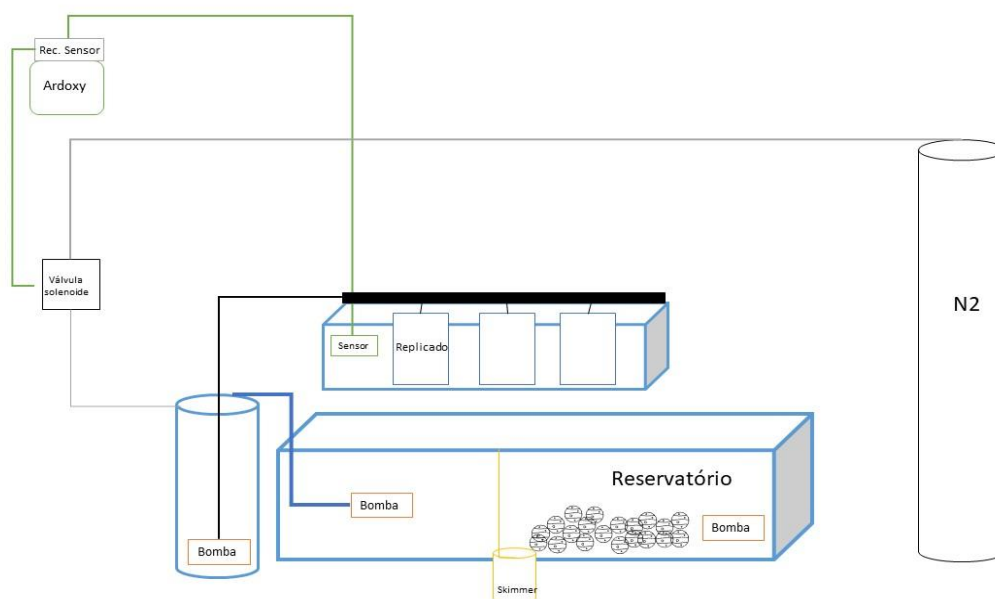 Rec. Sensor
Ardoxy
Válvula
solenoide
N2
Sensor
Replicado
Reservatório
Bomba
Bomba
Bomba
Skimmer